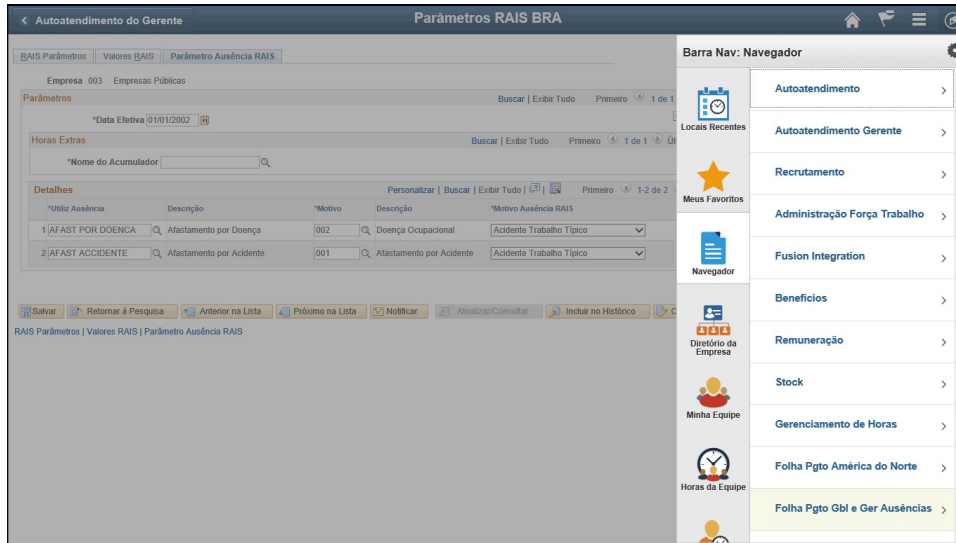 Autoatendimento do Gerente
Parâmetros RAIS BRA
RAIS Parâmetros Valores RAIS Parâmetro Ausência RAIS
Empresa 003 Empresas Públicas
Parâmetros Buscar | Exibir Tudo Primeiro 1 de 1
*Data Efetiva 01/01/2002
Horas Extras Buscar | Exibir Tudo Primeiro 1 de 1
*Nome do Acumulador
Detalhes Personalizar | Buscar | Exibir Tudo | | Primeiro 1-2 de 2
*Utiliz Ausência Descrição *Motivo Descrição *Motivo Ausência RAIS
1 AFAST POR DOENCA Afastamento por Doença 002 Doença Ocupacional Acidente Trabalho Típico
2 AFAST ACCIDENTE Afastamento por Acidente 001 Afastamento por Acidente Acidente Trabalho Típico
Salvar Retornar à Pesquisa Anterior na Lista Próximo na Lista Notificar Atualizar/Consultar Incluir no Histórico
RAIS Parâmetros | Valores RAIS | Parâmetro Ausência RAIS
Barra Nav: Navegador
Locais Recentes
Meus Favoritos
Navegador
Diretório da
Empresa
Minha Equipe
Horas da Equipe
Autoatendimento
Autoatendimento Gerente
Recrutamento
Administração Força Trabalho
Fusion Integration
Benefícios
Remuneração
Stock
Gerenciamento de Horas
Folha Pgto América do Norte
Folha Pgto Gbl e Ger Ausências